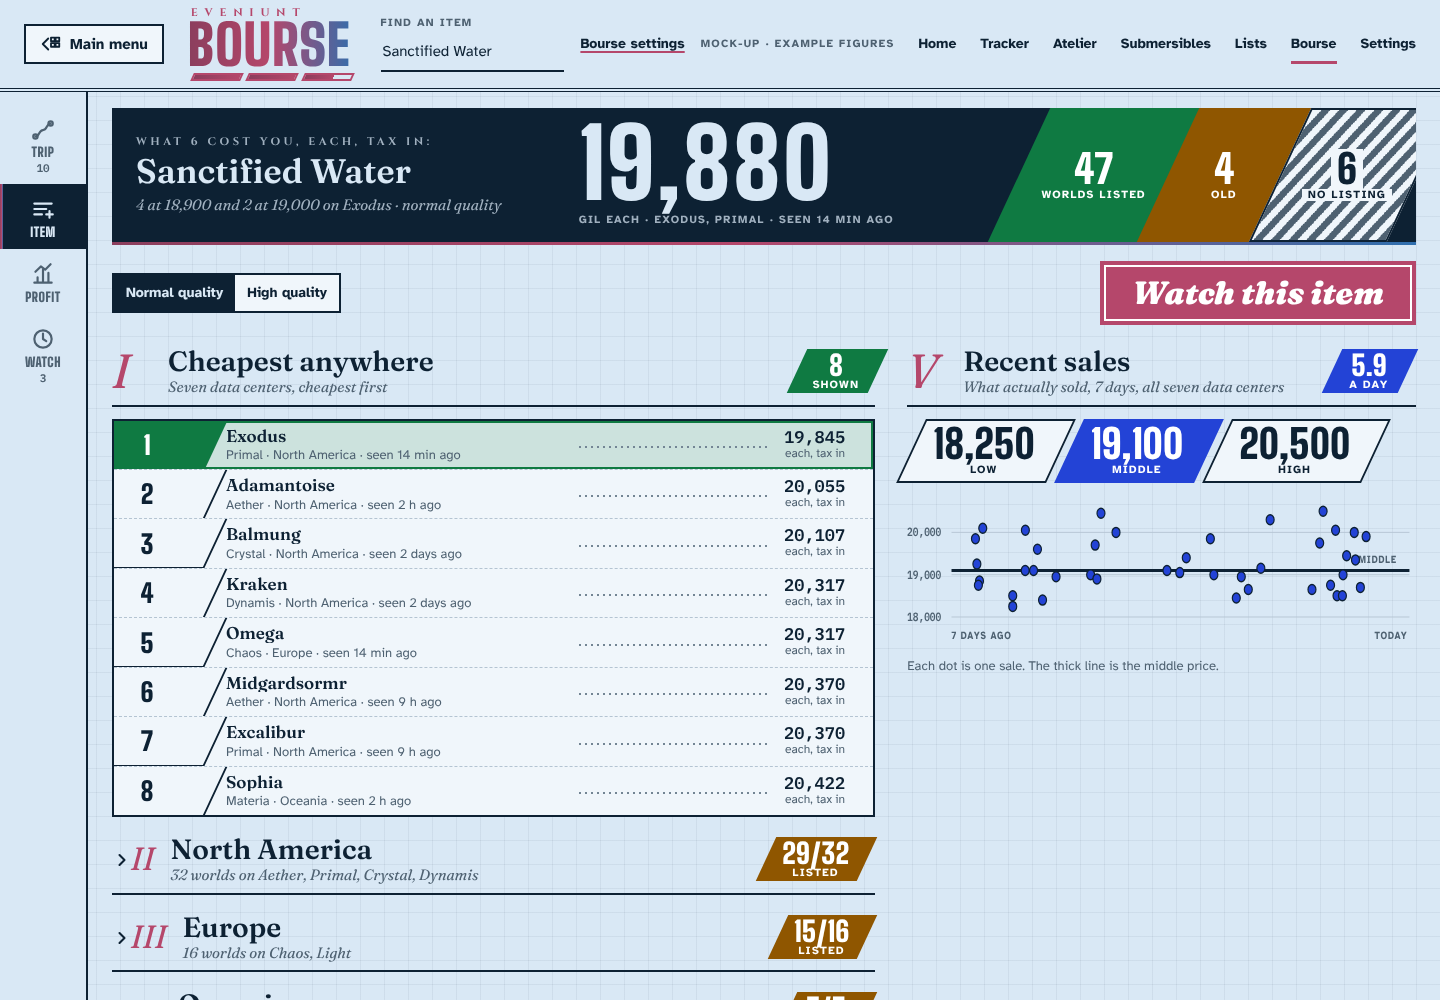 Main menu
EVENIUNT
BOURSE
FIND AN ITEM
Sanctified Water
Bourse settings
MOCK-UP · EXAMPLE FIGURES
Home
Tracker
Atelier
Submersibles
Lists
Bourse
Settings
TRIP
10
ITEM
PROFIT
WATCH
3
WHAT 6 COST YOU, EACH, TAX IN:
Sanctified Water
4 at 18,900 and 2 at 19,000 on Exodus · normal quality
19,880
GIL EACH · EXODUS, PRIMAL · SEEN 14 MIN AGO
47
WORLDS LISTED
4
OLD
6
NO LISTING
Normal quality
High quality
Watch this item
I
Cheapest anywhere
Seven data centers, cheapest first
8
SHOWN
1
Exodus
Primal · North America · seen 14 min ago
19,845
each, tax in
2
Adamantoise
Aether · North America · seen 2 h ago
20,055
each, tax in
3
Balmung
Crystal · North America · seen 2 days ago
20,107
each, tax in
4
Kraken
Dynamis · North America · seen 2 days ago
20,317
each, tax in
5
Omega
Chaos · Europe · seen 14 min ago
20,317
each, tax in
6
Midgardsormr
Aether · North America · seen 9 h ago
20,370
each, tax in
7
Excalibur
Primal · North America · seen 9 h ago
20,370
each, tax in
8
Sophia
Materia · Oceania · seen 2 h ago
20,422
each, tax in
II
North America
32 worlds on Aether, Primal, Crystal, Dynamis
29/32
LISTED
III
Europe
16 worlds on Chaos, Light
15/16
LISTED
V
Recent sales
What actually sold, 7 days, all seven data centers
5.9
A DAY
18,250
LOW
19,100
MIDDLE
20,500
HIGH
20,000
19,000
18,000
MIDDLE
7 DAYS AGO
TODAY
Each dot is one sale. The thick line is the middle price.